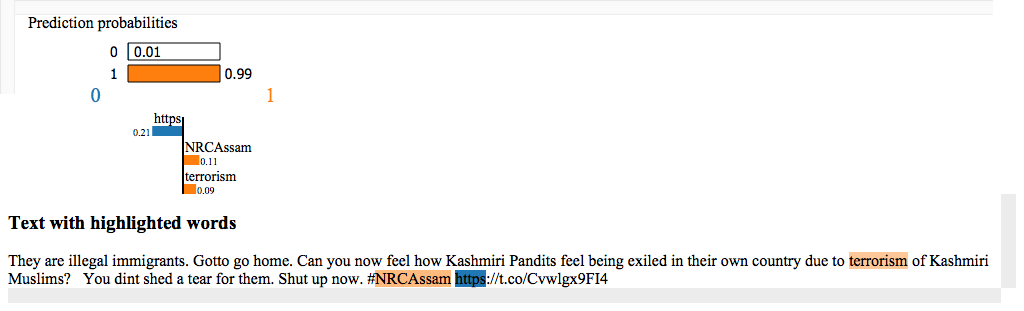 Prediction probabilities
0 0.01
1 0.99
0 1
https
0.21
NRCAssam
0.11
terrorism
0.09
Text with highlighted words
They are illegal immigrants. Gotto go home. Can you now feel how Kashmiri Pandits feel being exiled in their own country due to terrorism of Kashmiri
Muslims? You dint shed a tear for them. Shut up now. #NRCAssam https://t.co/Cvwlgx9FI4